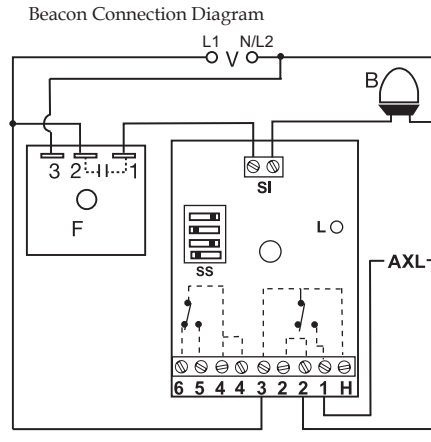 Beacon Connection Diagram
L1 V N/L2
B
3 2 1
F
SI
L
SS
AXL
6 5 4 4 3 2 2 1 H